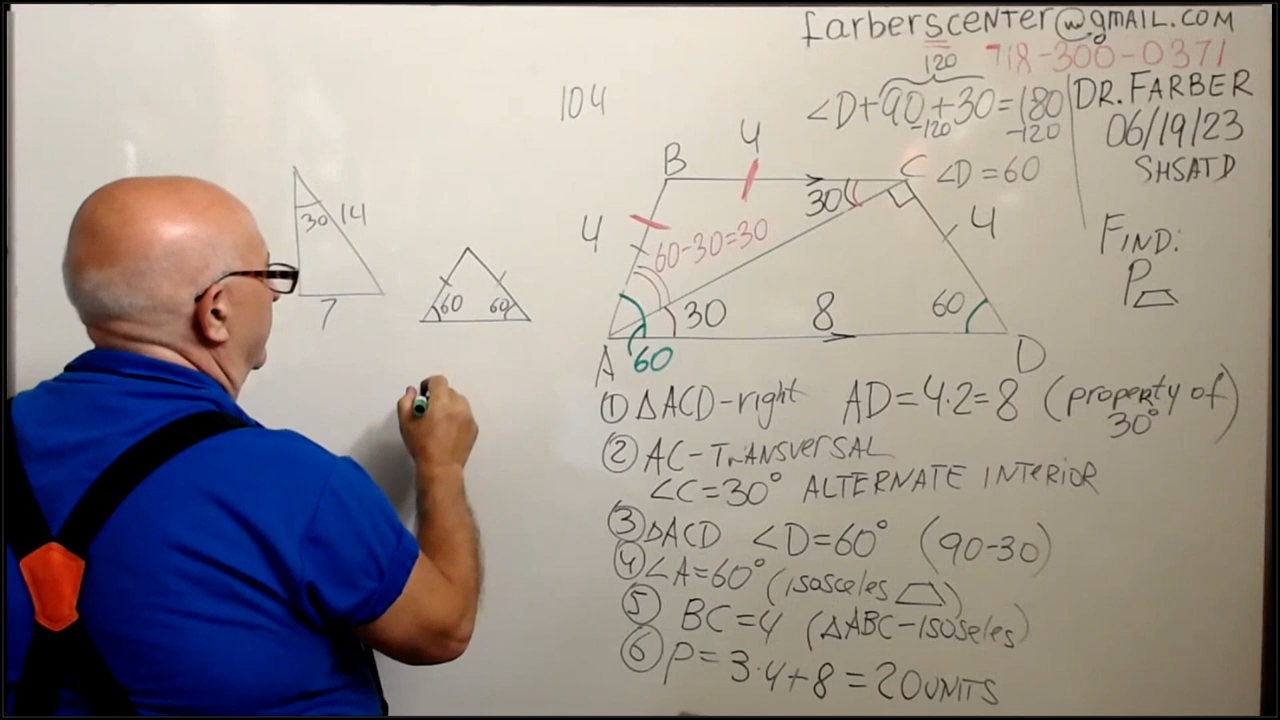 farberscenter@gmail.com
718-300-0371
DR. FARBER
06/19/23
SHSATD
FIND:
P
104
120
∠D+90+30=180
-120 -120
∠D=60
30 14
7
60 60
B 4 C
4 30 4
60-30=30
30 8 60
A 60 D
① △ACD-right AD=4·2=8 (property of 30°)
② AC-TRANSVERSAL
∠C=30° ALTERNATE INTERIOR
③ △ACD ∠D=60° (90-30)
④ ∠A=60° (isosceles )
⑤ BC=4 (△ABC-isoseles)
⑥ P=3·4+8=20UNITS